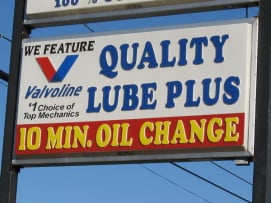 WE FEATURE
Valvoline
#1 Choice of
Top Mechanics
QUALITY
LUBE PLUS
10 MIN. OIL CHANGE